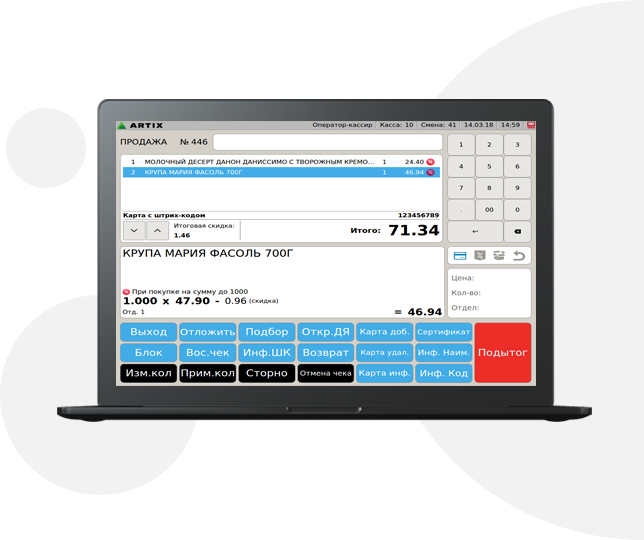 ARTIX Оператор-кассир Касса: 10 Смена: 41 14.03.18 14:59
ПРОДАЖА № 446
1 МОЛОЧНЫЙ ДЕСЕРТ ДАНОН ДАНИССИМО С ТВОРОЖНЫМ КРЕМО... 1 24.40
2 КРУПА МАРИЯ ФАСОЛЬ 700Г 1 46.94
Карта с штрих-кодом 123456789
Итоговая скидка:
1.46
Итого: 71.34
КРУПА МАРИЯ ФАСОЛЬ 700Г
При покупке на сумму до 1000
1.000 x 47.90 - 0.96 (скидка)
Отд. 1 = 46.94
1 2 3
4 5 6
7 8 9
. 00 0
Цена:
Кол-во:
Отдел:
Выход Отложить Подбор Откр.ДЯ Карта доб. Сертификат
Блок Вос.чек Инф.ШК Возврат Карта удал. Инф. Наим.
Изм.кол Прим.кол Сторно Отмена чека Карта инф. Инф. Код
Подытог